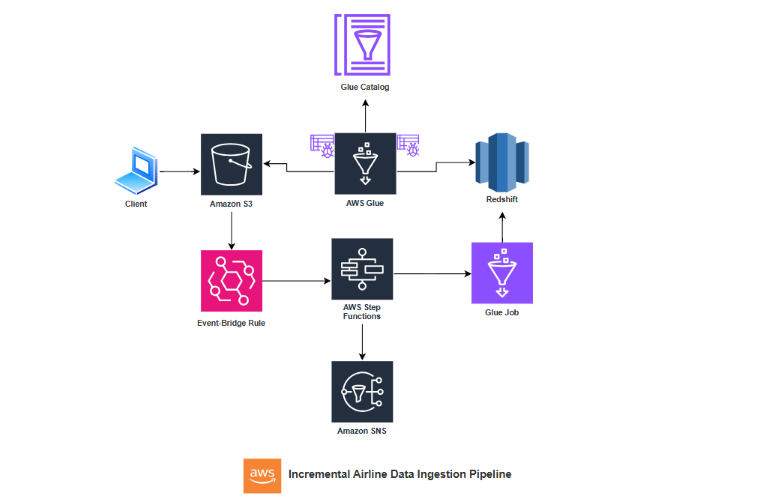 Glue Catalog
Client
Amazon S3
AWS Glue
Redshift
Event-Bridge Rule
AWS Step
Functions
Glue Job
Amazon SNS
aws
Incremental Airline Data Ingestion Pipeline